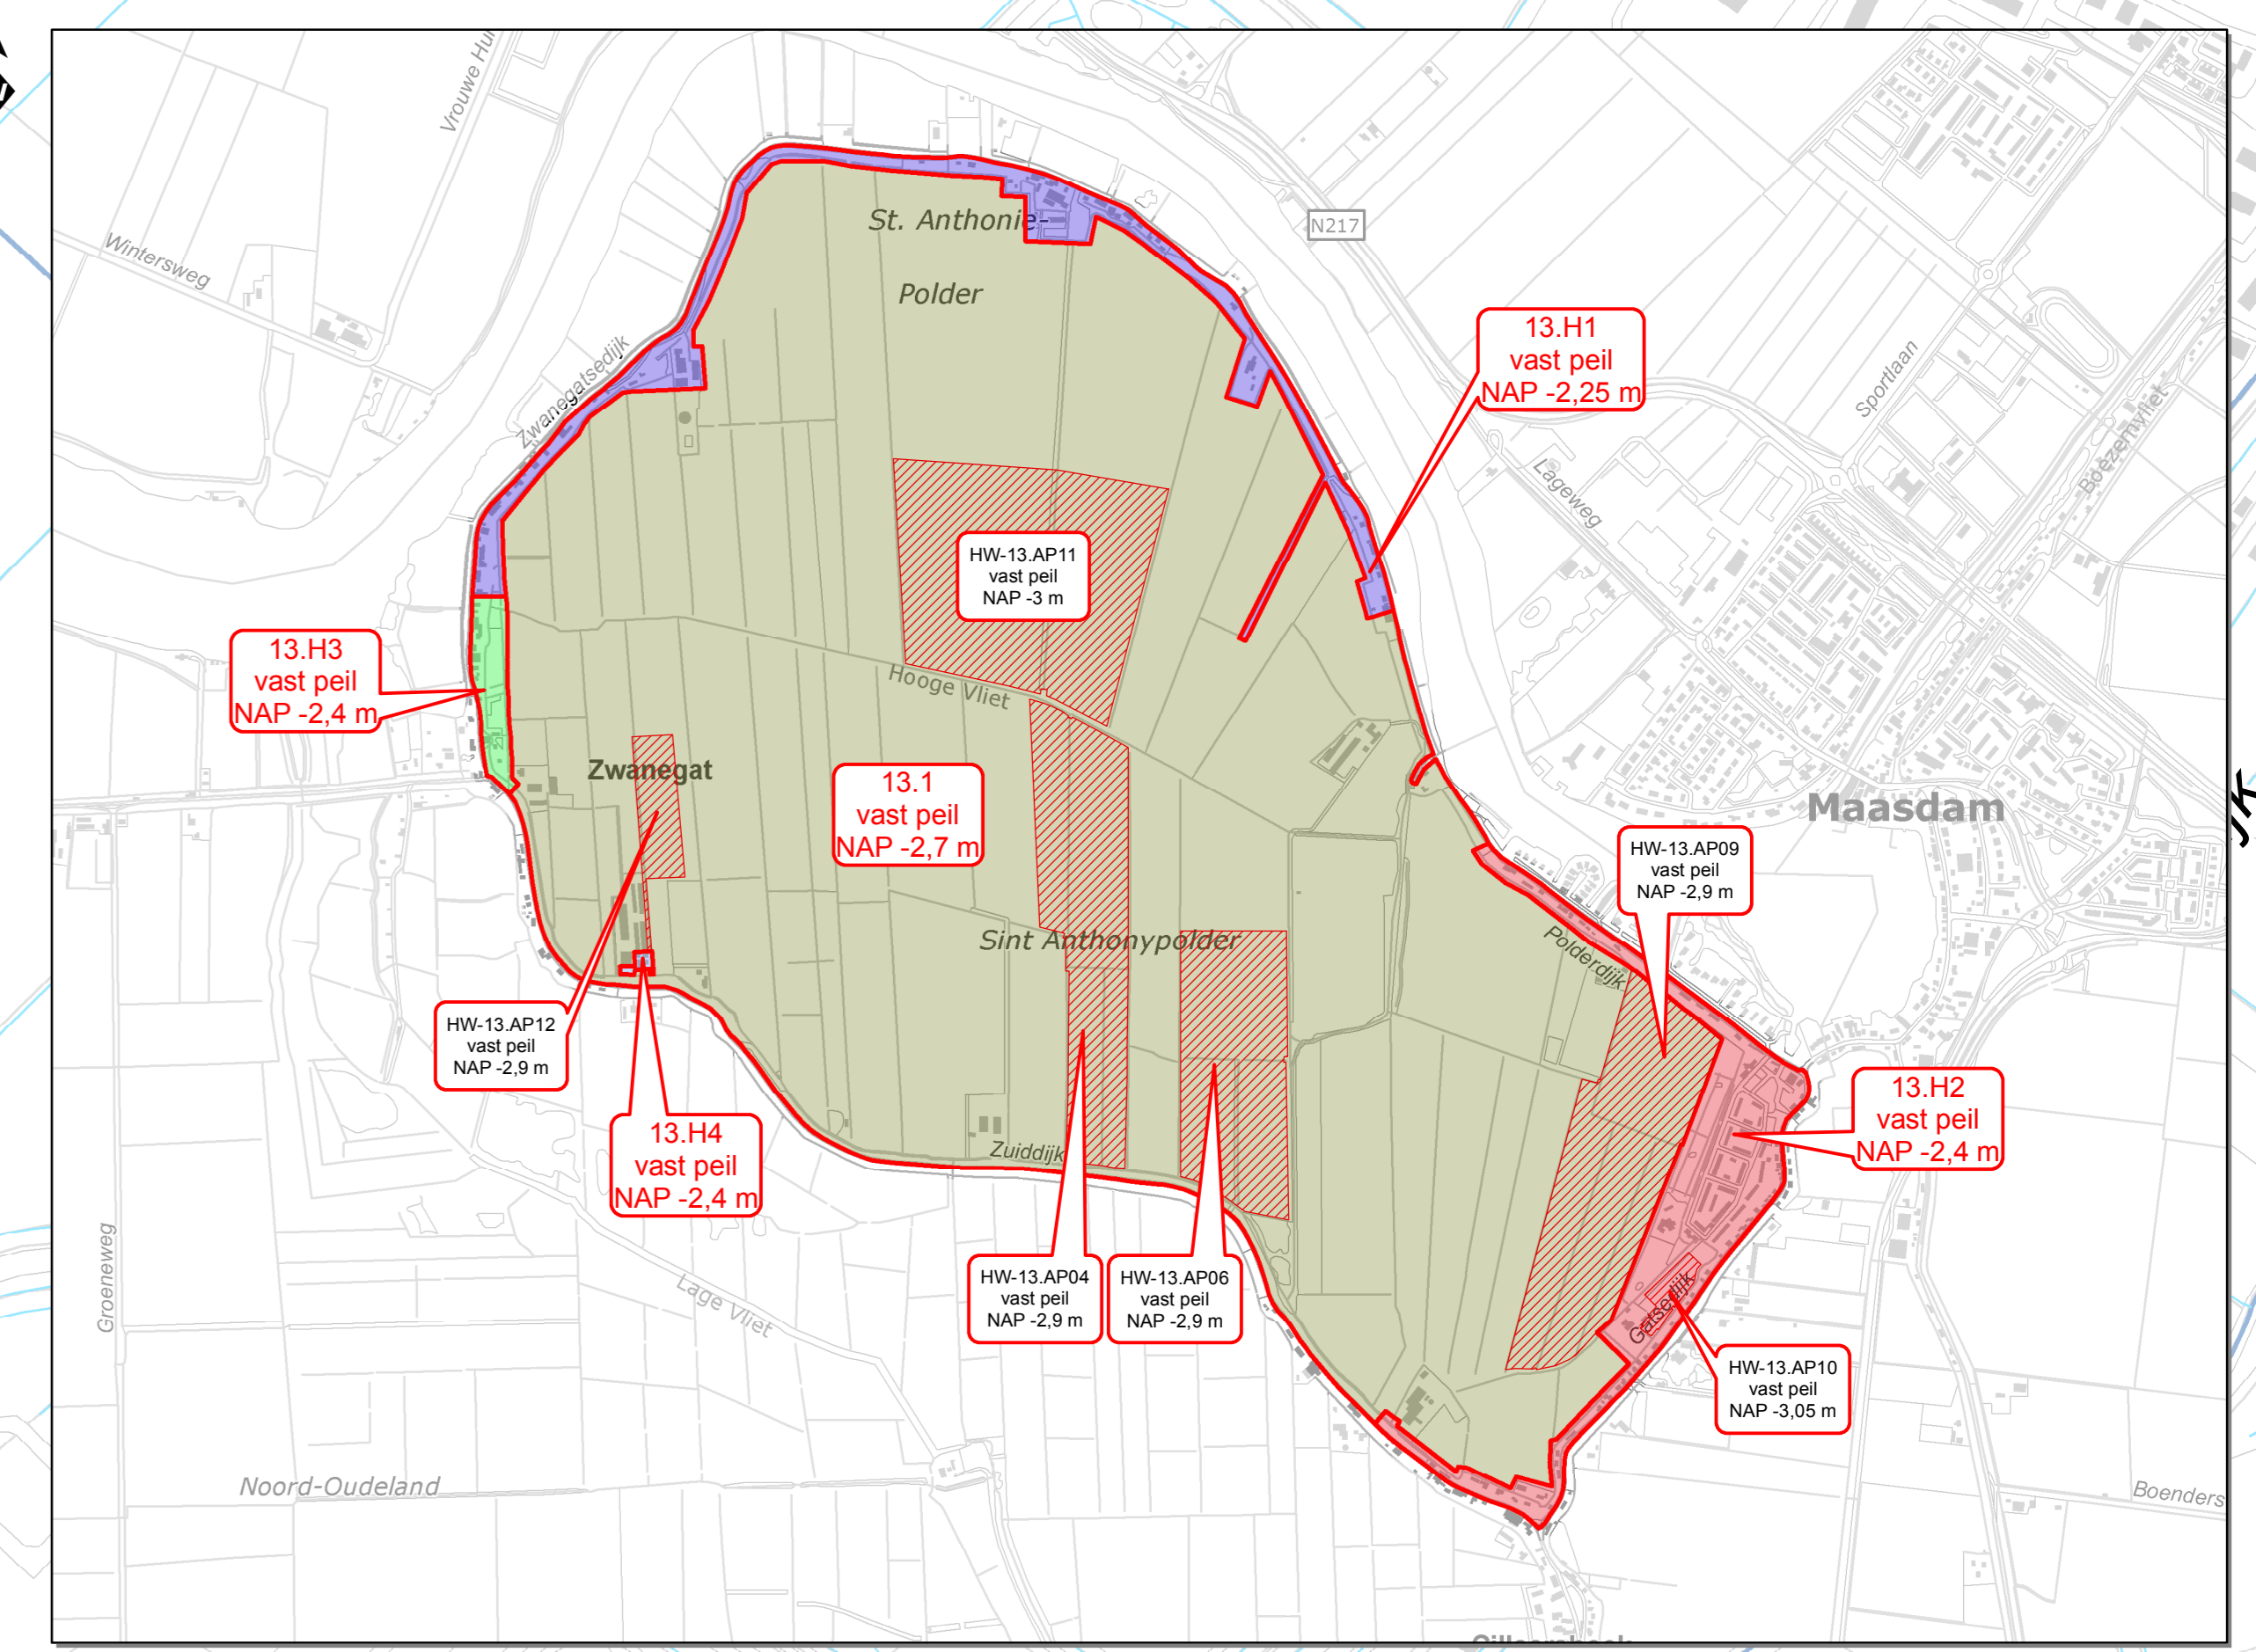 Vrouwe Hui
St. Anthonie-
Polder
N217
Wintersweg
Zwanegatsedijk
13.H1
vast peil
NAP -2,25 m
Sportlaan
Boezemvliet
Lageweg
HW-13.AP11
vast peil
NAP -3 m
13.H3
vast peil
NAP -2,4 m
Hooge Vliet
Zwanegat
13.1
vast peil
NAP -2,7 m
Maasdam
HW-13.AP09
vast peil
NAP -2,9 m
Sint Anthonypolder
Polderdijk
HW-13.AP12
vast peil
NAP -2,9 m
13.H4
vast peil
NAP -2,4 m
13.H2
vast peil
NAP -2,4 m
Zuiddijk
Groeneweg
Lage Vliet
HW-13.AP04
vast peil
NAP -2,9 m
HW-13.AP06
vast peil
NAP -2,9 m
Gatsedijk
HW-13.AP10
vast peil
NAP -3,05 m
Noord-Oudeland
Boenders